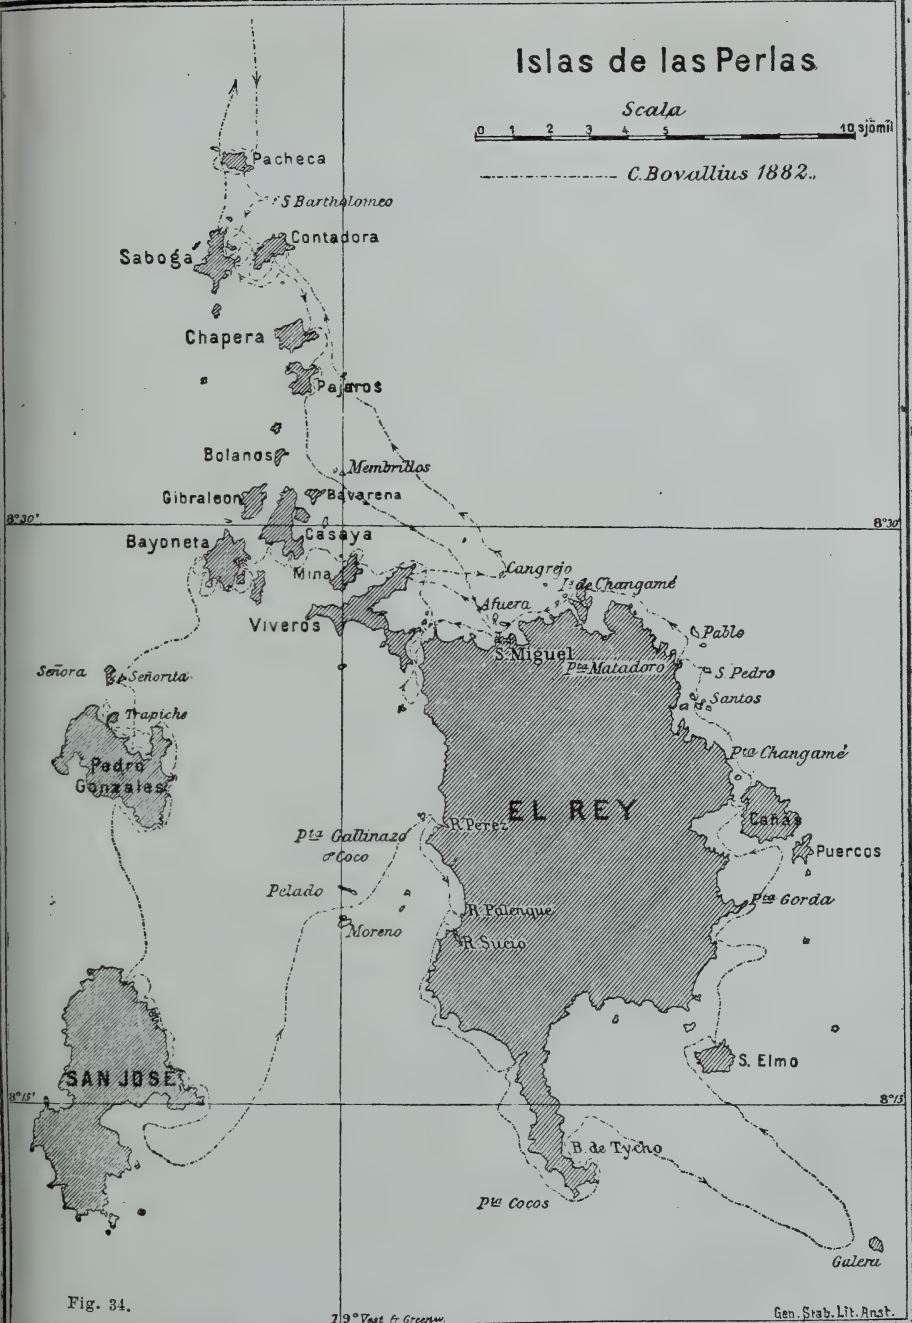 Islas de las Perlas
Scala
0 1 2 3 4 5 10 sjömil
C. Bovallius 1882.
Pacheca
S Bartholomeo
Contadora
Saboga
Chapera
Pajaros
Bolanos
Membrillos
Gibraleon
Bavarena
8°30'
8°30'
Casaya
Bayoneta
Mina
Cangrejo
Is. de Changamé
Afuera
Viveros
Pablo
S. Miguel
Pta Matadoro
S. Pedro
Señora
Señorita
Santos
Trapiche
Pta Changamé
Pedro
Gonzales
EL REY
Cañas
R. Perez
Pta Gallinazo
o Coco
Puercos
Pelado
Pta Gorda
R. Palenque
Moreno
R. Sucio
S. Elmo
SAN JOSÉ
8°15'
8°15'
B. de Tycho
Pta Cocos
Galera
Fig. 34.
79° Vest fr Greenw.
Gen. Stab. Lit. Anst.